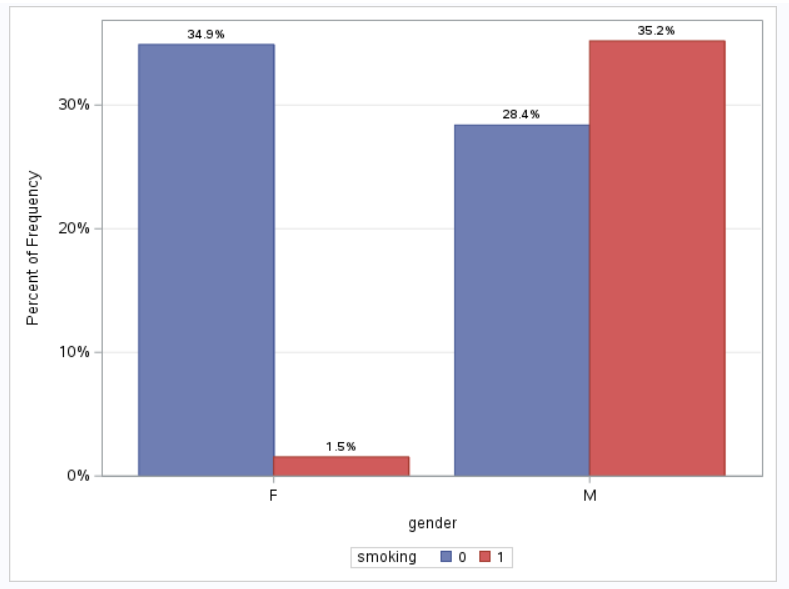 35.2%
34.9%
28.4%
1.5%
30%
20%
10%
0%
Percent of Frequency
F M
gender
smoking 0 1